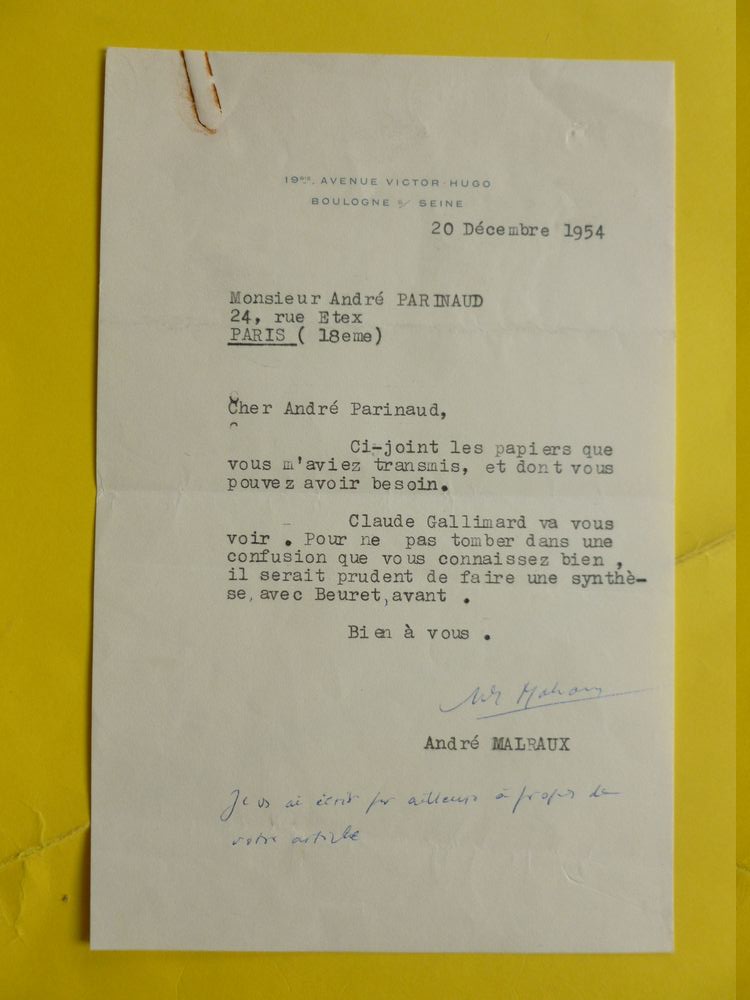 19BIS, AVENUE VICTOR-HUGO
BOULOGNE S/ SEINE
20 Décembre 1954
Monsieur André PARINAUD
24, rue Etex
PARIS ( 18eme)
Cher André Parinaud,
Ci-joint les papiers que
vous m'aviez transmis, et dont vous
pouvez avoir besoin.
Claude Gallimard va vous
voir . Pour ne pas tomber dans une
confusion que vous connaissez bien ,
il serait prudent de faire une synthè-
se, avec Beuret, avant .
Bien à vous .
André MALRAUX
Je vs ai écrit par ailleurs à propos de
votre article